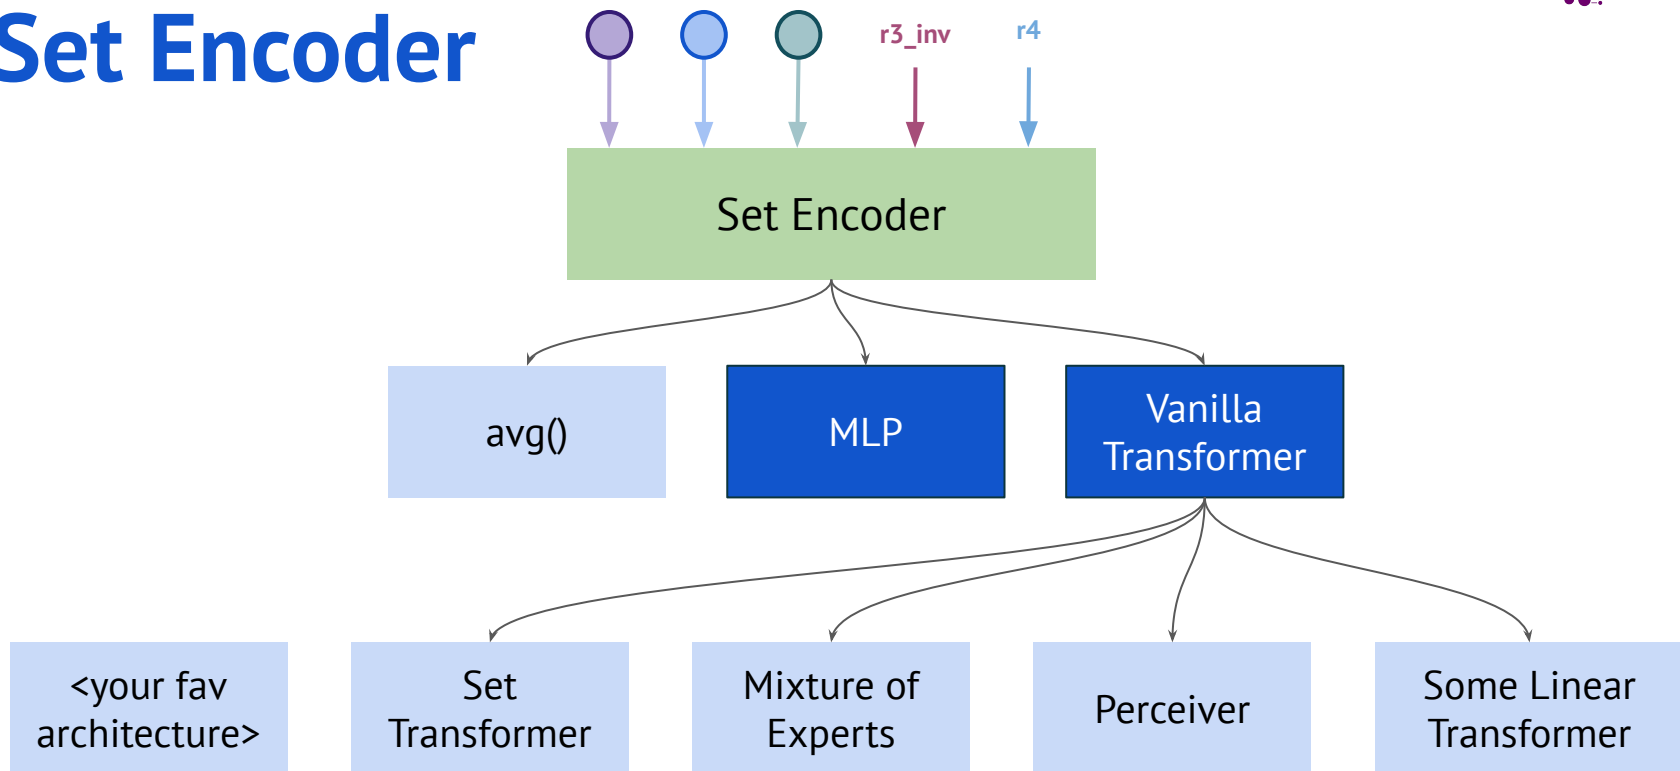 Set Encoder
r3_inv
r4
Set Encoder
avg()
MLP
Vanilla
Transformer
<your fav
architecture>
Set
Transformer
Mixture of
Experts
Perceiver
Some Linear
Transformer